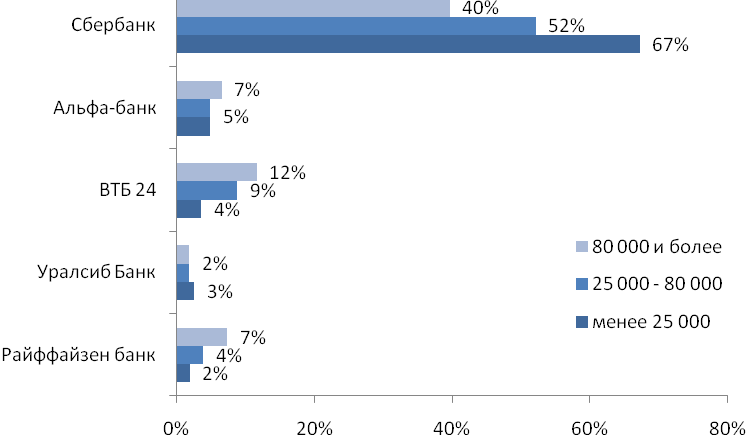 Сбербанк
40%
52%
67%
Альфа-банк
7%
5%
ВТБ 24
12%
9%
4%
Уралсиб Банк
2%
3%
Райффайзен банк
7%
4%
2%
80 000 и более
25 000 - 80 000
менее 25 000
0% 20% 40% 60% 80%